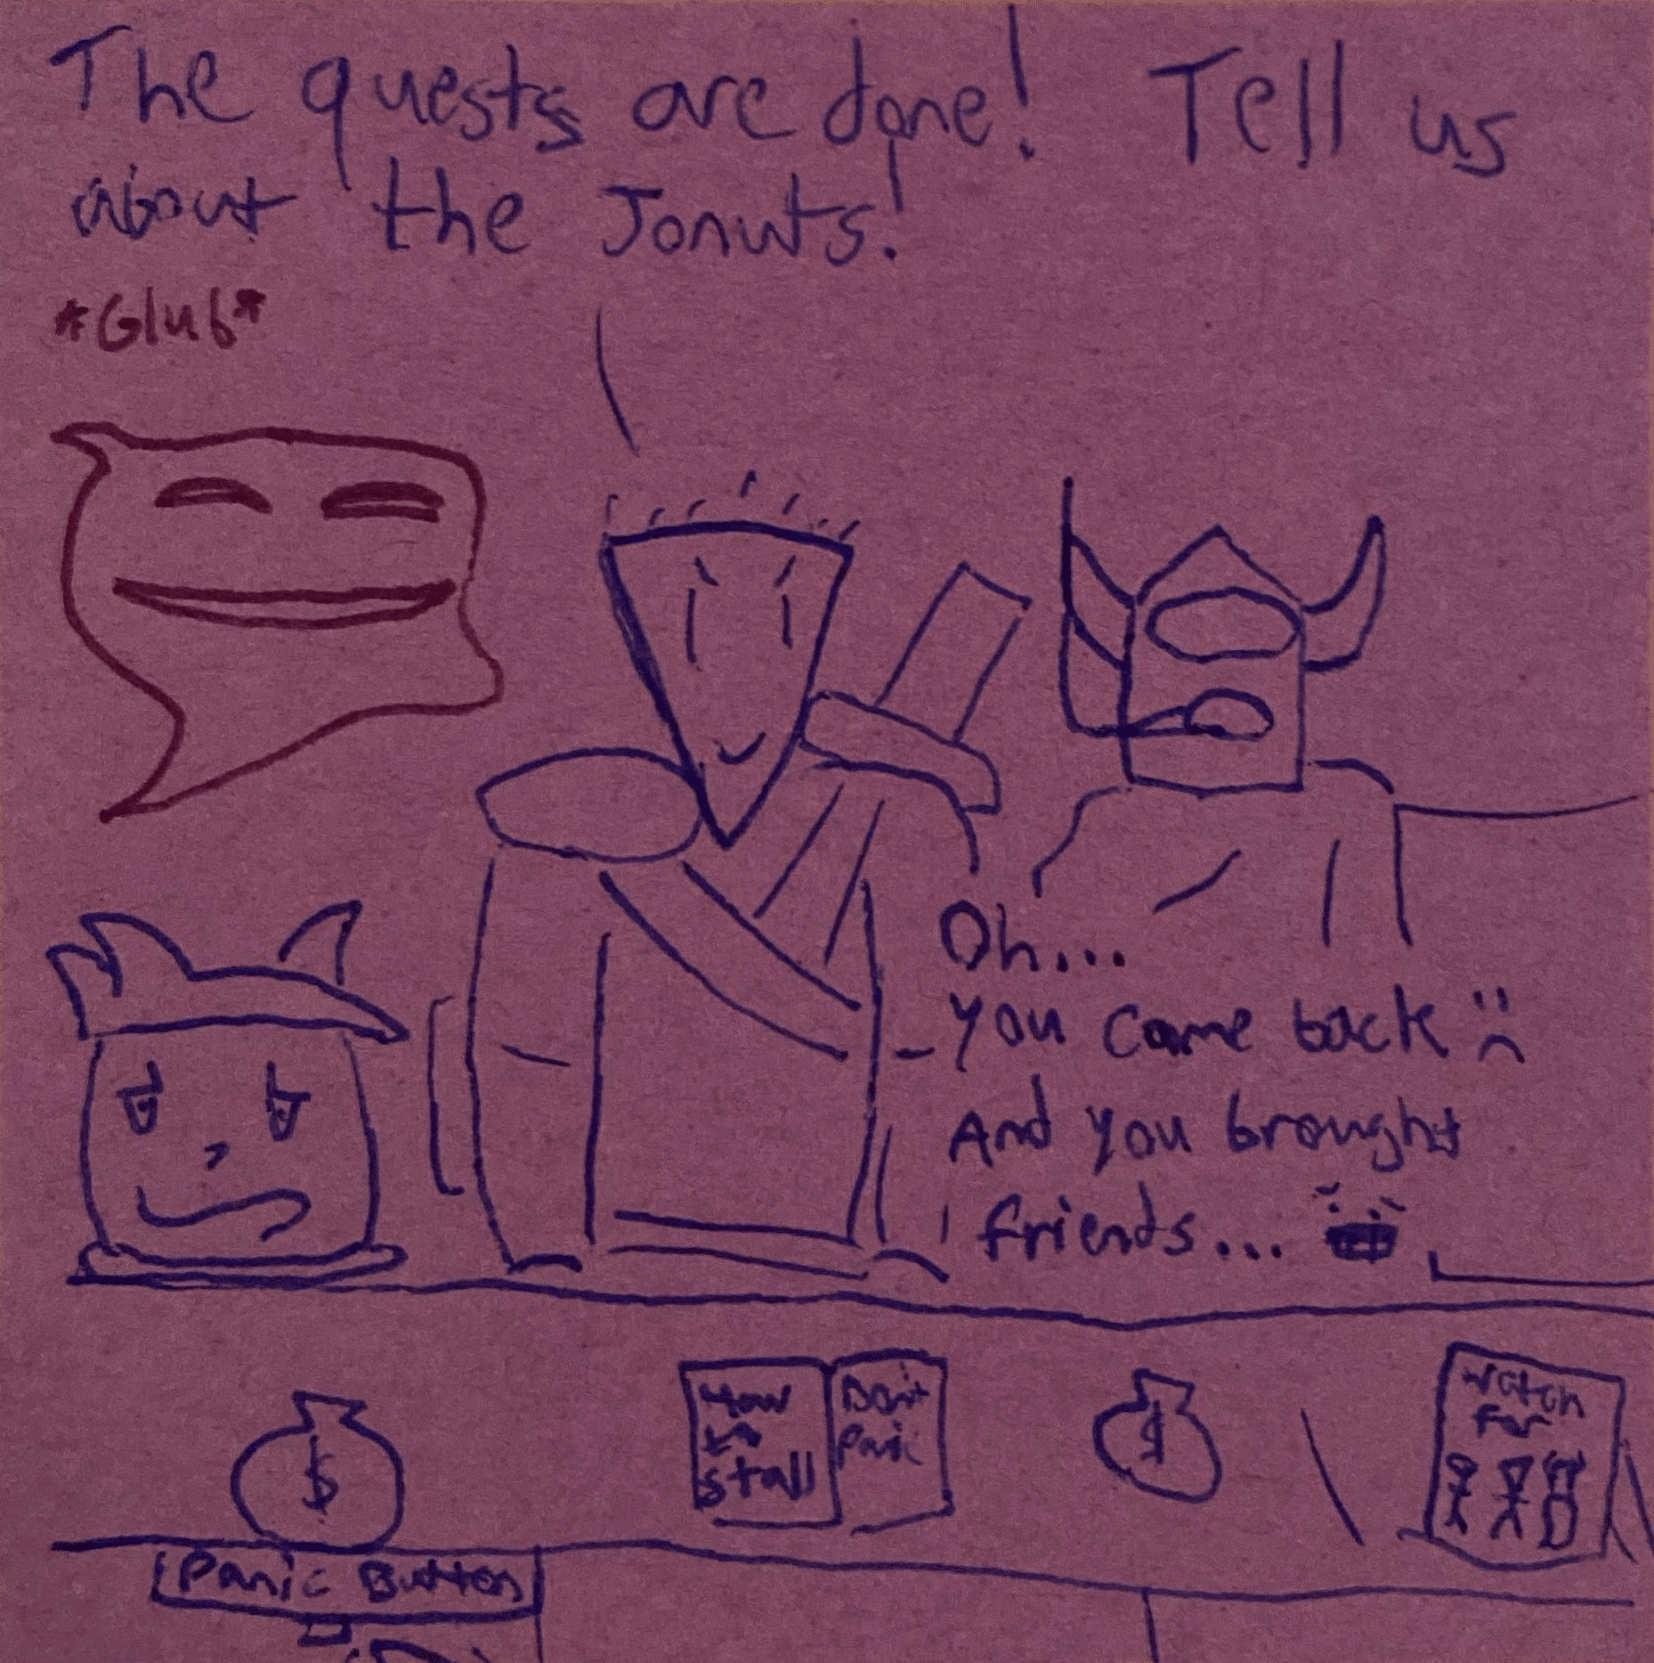 The quests are done! Tell us
about the Jonuts!
*Glub*
Oh...
You came back :(
And you brought
friends...
$
How
to
stall
Don't
panic
$
Watch
For
Panic Button